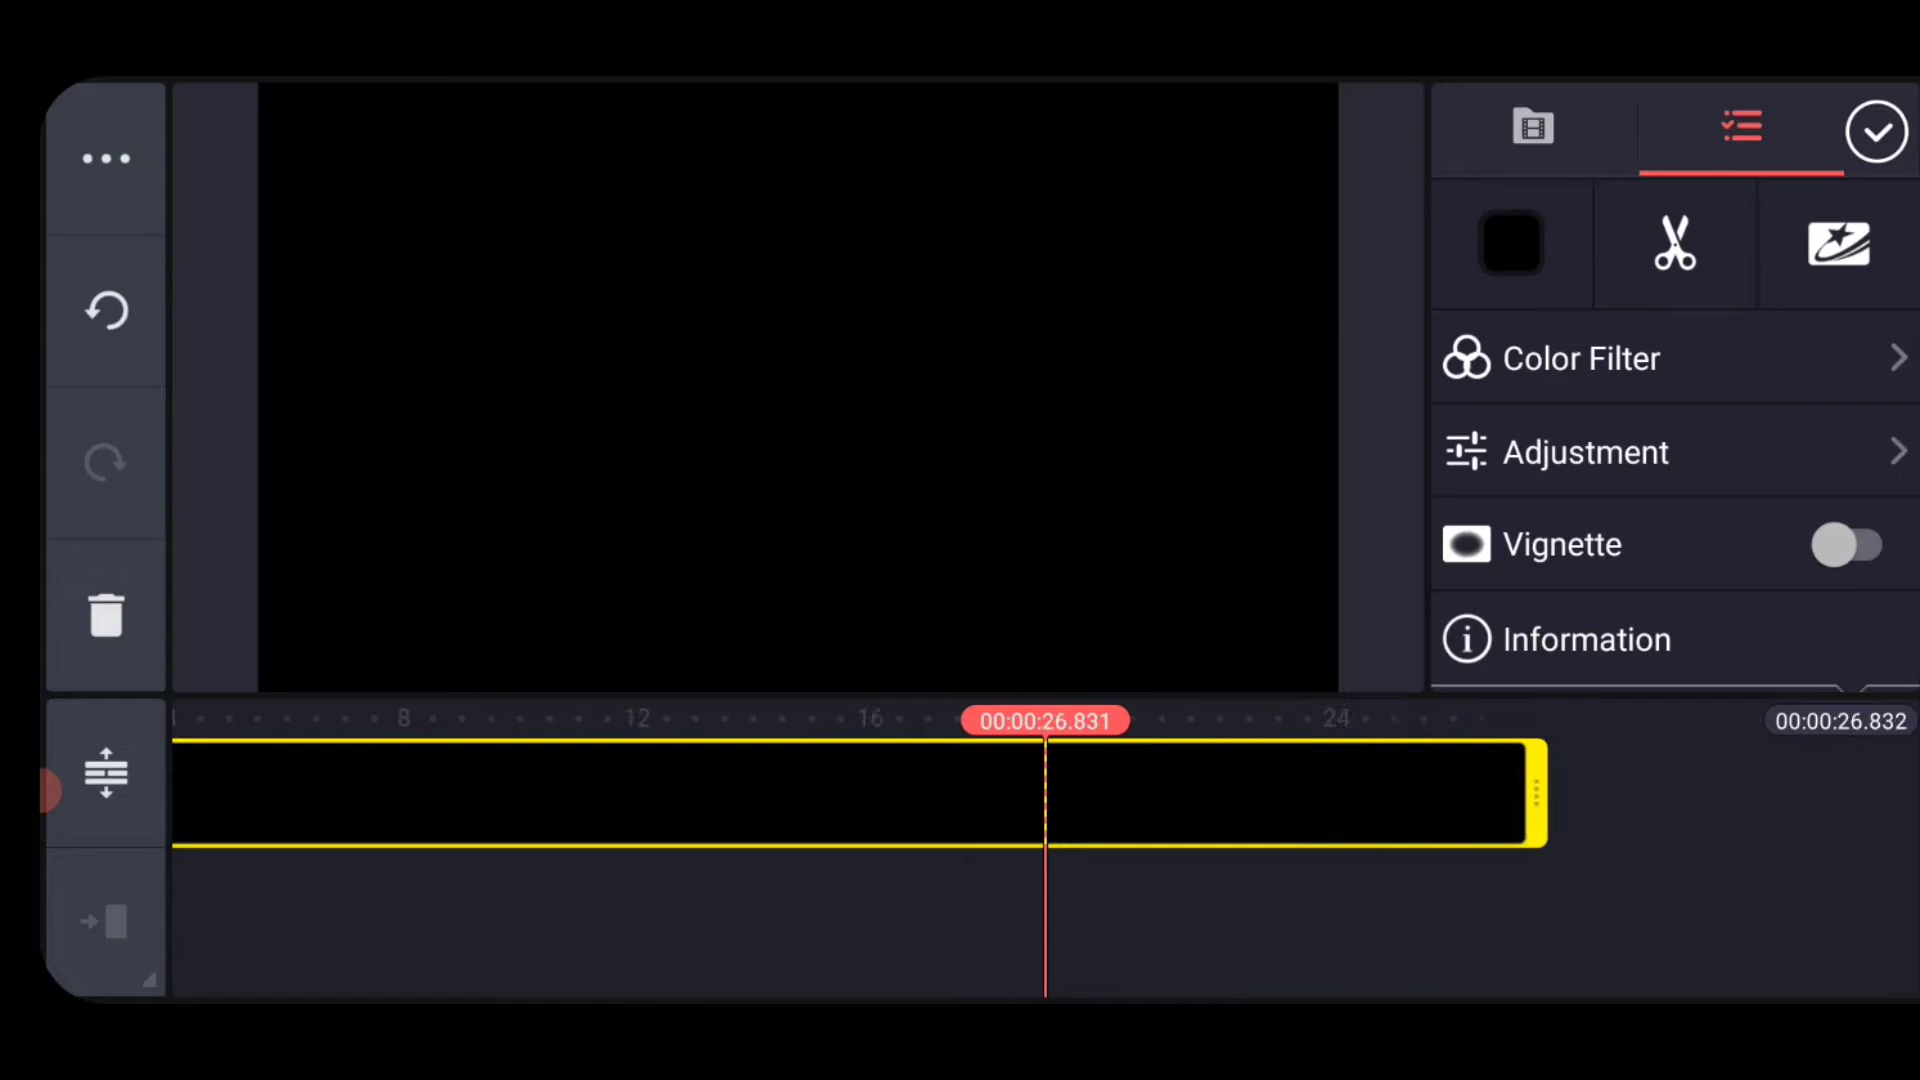 Color Filter
Adjustment
Vignette
Information
8 12 16 00:00:26.831 24 00:00:26.832